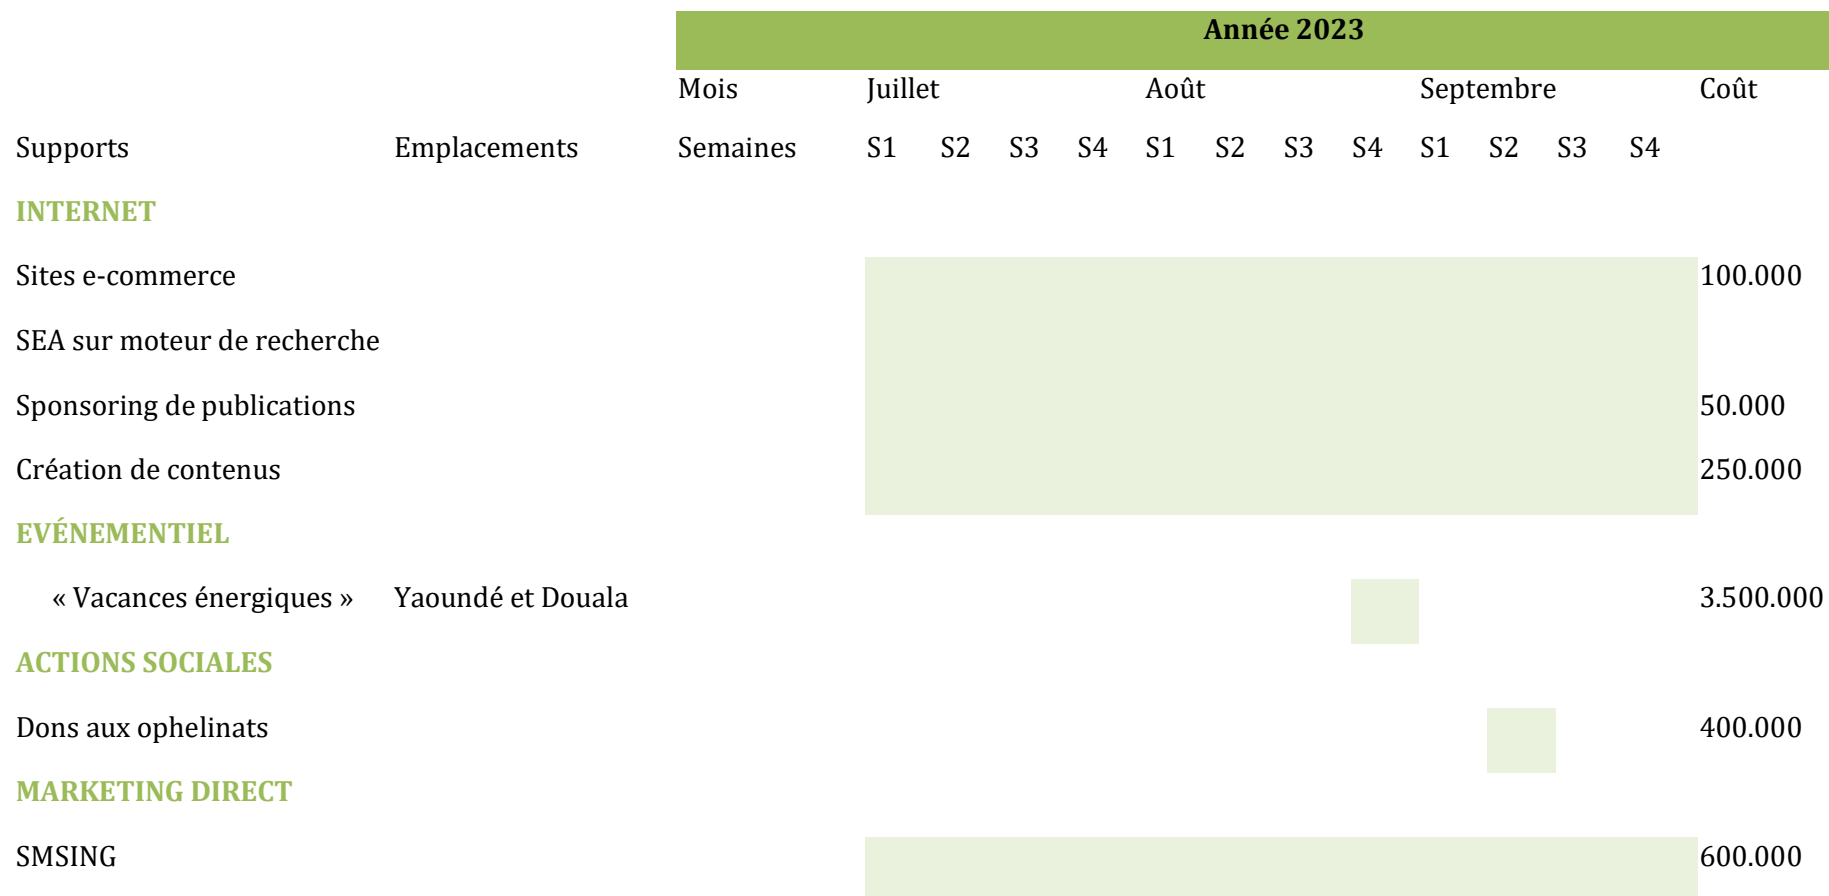 Année 2023
Mois Juillet Août Septembre Coût
Supports Emplacements Semaines S1 S2 S3 S4 S1 S2 S3 S4 S1 S2 S3 S4
INTERNET
Sites e-commerce 100.000
SEA sur moteur de recherche
Sponsoring de publications 50.000
Création de contenus 250.000
EVÉNEMENTIEL
« Vacances énergiques » Yaoundé et Douala 3.500.000
ACTIONS SOCIALES
Dons aux ophelinats 400.000
MARKETING DIRECT
SMSING 600.000